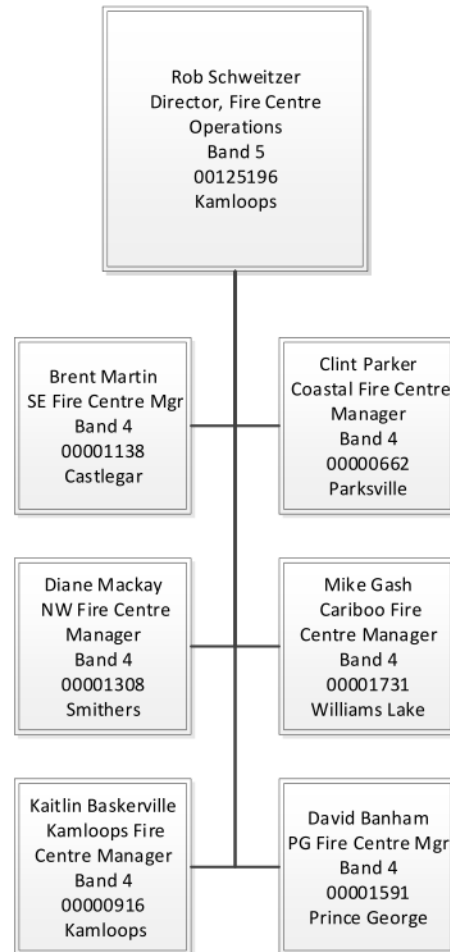 Rob Schweitzer
Director, Fire Centre
Operations
Band 5
00125196
Kamloops
Brent Martin
SE Fire Centre Mgr
Band 4
00001138
Castlegar
Clint Parker
Coastal Fire Centre
Manager
Band 4
00000662
Parksville
Diane Mackay
NW Fire Centre
Manager
Band 4
00001308
Smithers
Mike Gash
Cariboo Fire
Centre Manager
Band 4
00001731
Williams Lake
Kaitlin Baskerville
Kamloops Fire
Centre Manager
Band 4
00000916
Kamloops
David Banham
PG Fire Centre Mgr
Band 4
00001591
Prince George